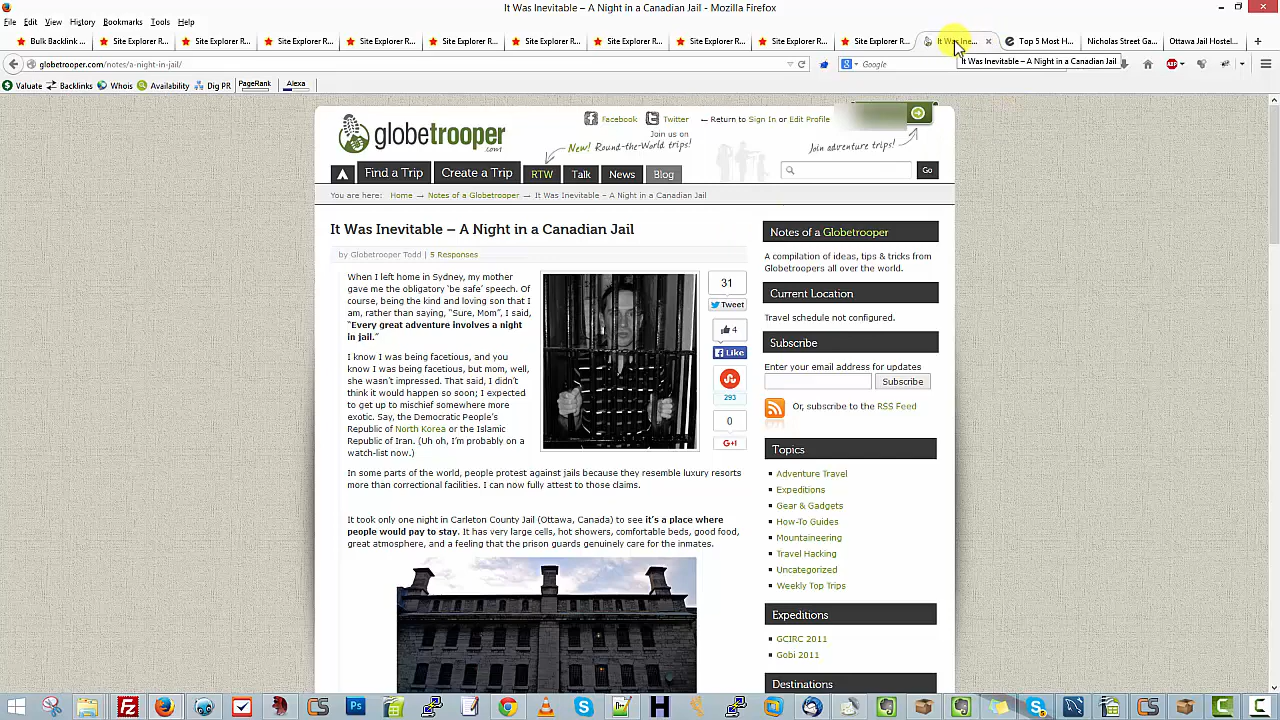 It Was Inevitable – A Night in a Canadian Jail - Mozilla Firefox
File Edit View History Bookmarks Tools Help
Bulk Backlink ... Site Explorer R... Site Explorer R... Site Explorer R... Site Explorer R... Site Explorer R... Site Explorer R... Site Explorer R... Site Explorer R... Site Explorer R... Site Explorer R... It Was Ine... Top 5 Most H... Nicholas Street Ga... Ottawa Jail Hostel...
globetrooper.com/notes/a-night-in-jail/ Google
It Was Inevitable – A Night in a Canadian Jail
Valuate Backlinks Whois Availability Dig PR PageRank Alexa
globetrooper.com
Facebook Twitter ← Return to Sign In or Edit Profile
Join us on
New! Round-the-World trips!
Join adventure trips!
Find a Trip Create a Trip RTW Talk News Blog Go
You are here: Home → Notes of a Globetrooper → It Was Inevitable – A Night in a Canadian Jail
It Was Inevitable – A Night in a Canadian Jail
by Globetrooper Todd | 5 Responses
When I left home in Sydney, my mother
gave me the obligatory 'be safe' speech. Of
course, being the kind and loving son that I
am, rather than saying, "Sure, Mom", I said,
"Every great adventure involves a night
in jail."
I know I was being facetious, and you
know I was being facetious, but mom, well,
she wasn't impressed. That said, I didn't
think it would happen so soon; I expected
to get up to mischief somewhere more
exotic. Say, the Democratic People's
Republic of North Korea or the Islamic
Republic of Iran. (Uh oh, I'm probably on a
watch-list now.)
In some parts of the world, people protest against jails because they resemble luxury resorts
more than correctional facilities. I can now fully attest to those claims.
It took only one night in Carleton County Jail (Ottawa, Canada) to see it's a place where
people would pay to stay. It has very large cells, hot showers, comfortable beds, good food,
great atmosphere, and a feeling that the prison guards genuinely care for the inmates.
31
Tweet
4
Like
293
0
G+1
Notes of a Globetrooper
A compilation of ideas, tips & tricks from
Globetroopers all over the world.
Current Location
Travel schedule not configured.
Subscribe
Enter your email address for updates
Subscribe
Or, subscribe to the RSS Feed
Topics
Adventure Travel
Expeditions
Gear & Gadgets
How-To Guides
Mountaineering
Travel Hacking
Uncategorized
Weekly Top Trips
Expeditions
GCIRC 2011
Gobi 2011
Destinations